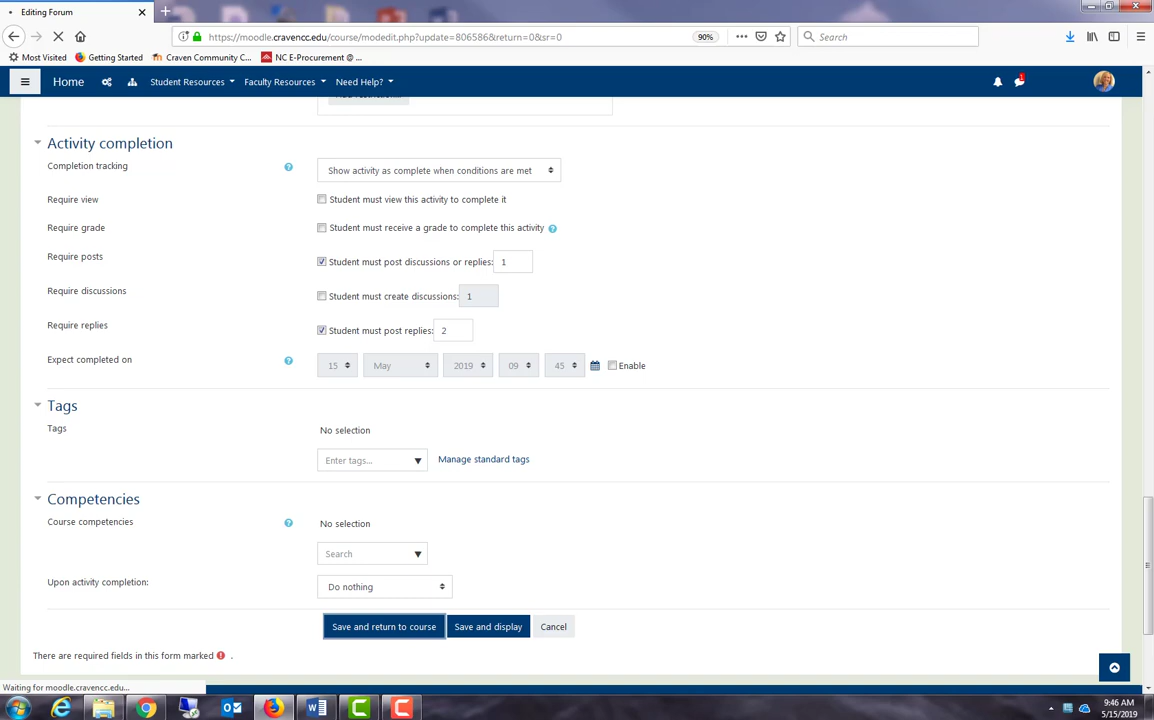 Editing Forum
https://moodle.cravencc.edu/course/modedit.php?update=806586&return=0&sr=0
90%
Search
Most Visited
Getting Started
Craven Community C...
NC E-Procurement @ ...
Home
Student Resources
Faculty Resources
Need Help?
1
Activity completion
Completion tracking
Show activity as complete when conditions are met
Require view
Student must view this activity to complete it
Require grade
Student must receive a grade to complete this activity
Require posts
Student must post discussions or replies: 1
Require discussions
Student must create discussions: 1
Require replies
Student must post replies: 2
Expect completed on
15 May 2019 09 45 Enable
Tags
Tags
No selection
Enter tags...
Manage standard tags
Competencies
Course competencies
No selection
Search
Upon activity completion:
Do nothing
Save and return to course
Save and display
Cancel
There are required fields in this form marked .
Waiting for moodle.cravencc.edu...
9:46 AM
5/15/2019